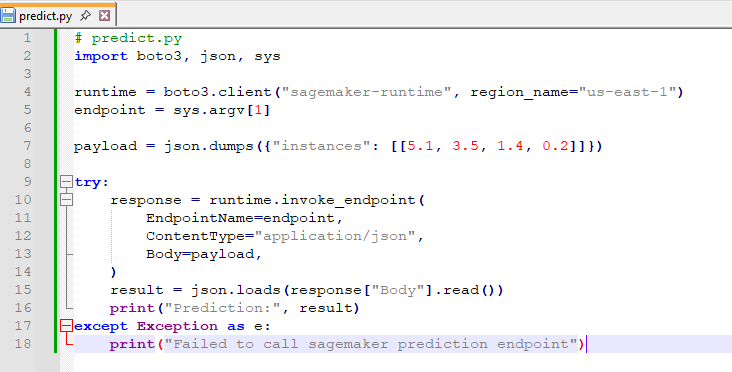 predict.py
1 # predict.py
2 import boto3, json, sys
3
4 runtime = boto3.client("sagemaker-runtime", region_name="us-east-1")
5 endpoint = sys.argv[1]
6
7 payload = json.dumps({"instances": [[5.1, 3.5, 1.4, 0.2]]})
8
9 try:
10     response = runtime.invoke_endpoint(
11         EndpointName=endpoint,
12         ContentType="application/json",
13         Body=payload,
14     )
15     result = json.loads(response["Body"].read())
16     print("Prediction:", result)
17 except Exception as e:
18     print("Failed to call sagemaker prediction endpoint")